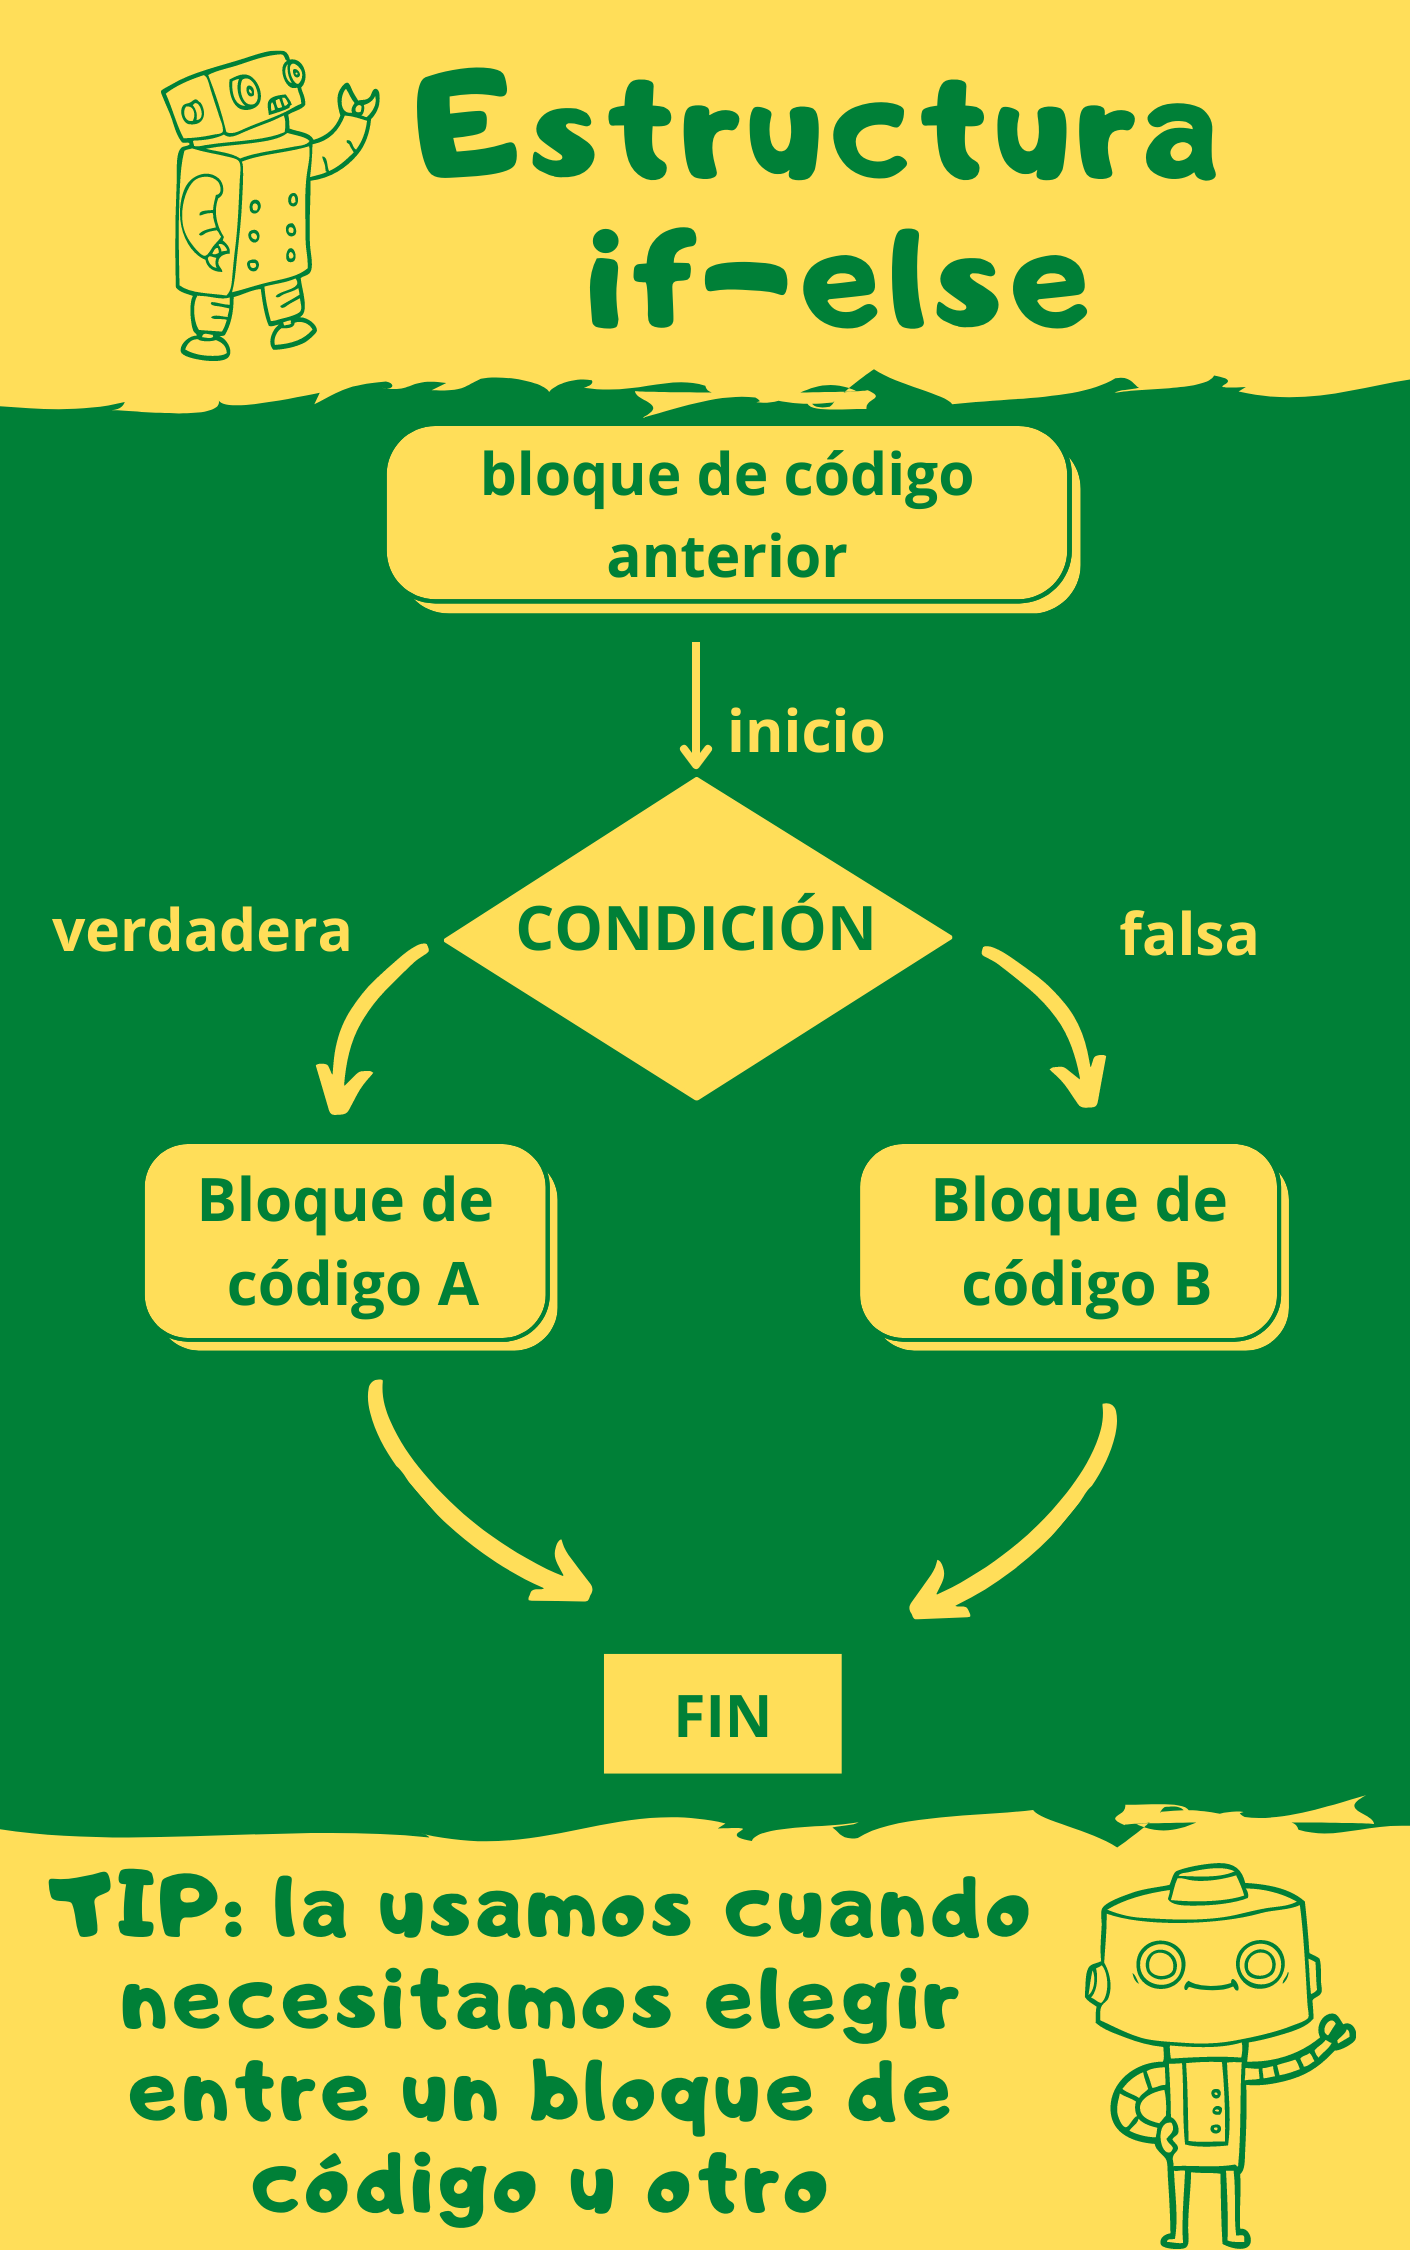 Estructura
if-else
bloque de código
anterior
inicio
CONDICIÓN
verdadera
falsa
Bloque de
código A
Bloque de
código B
FIN
TIP: la usamos cuando
necesitamos elegir
entre un bloque de
código u otro